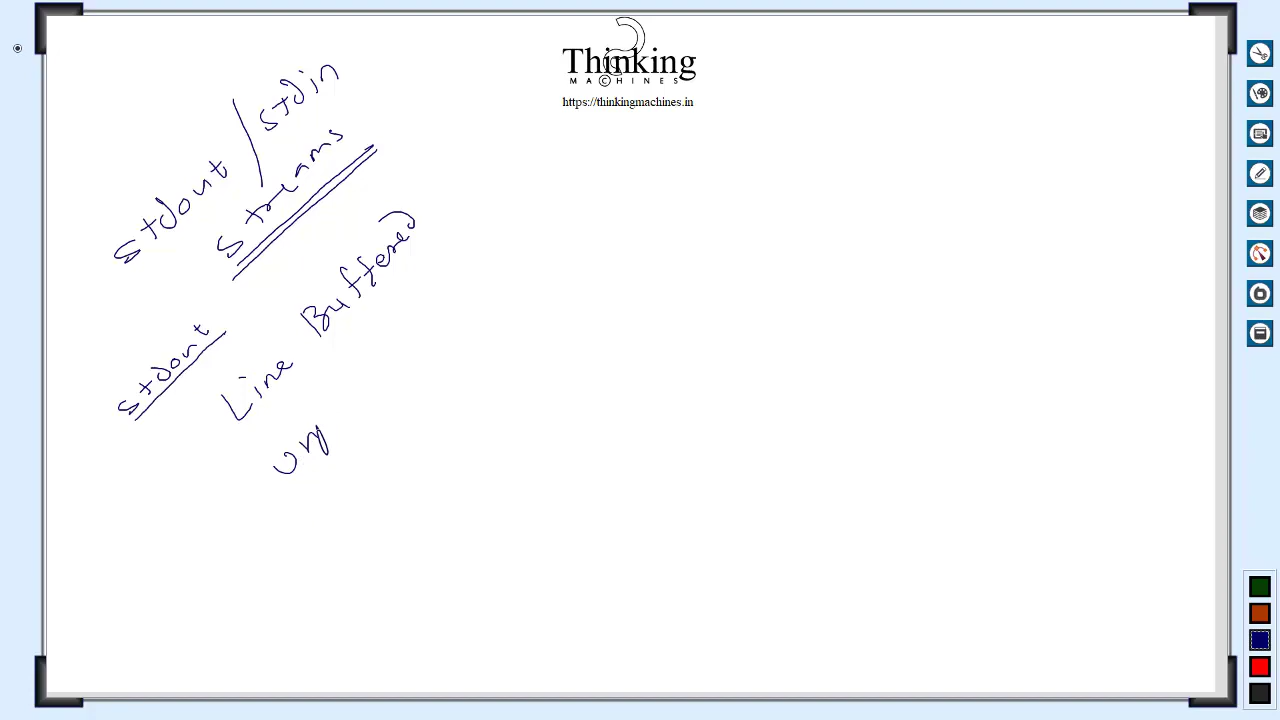 Thinking
MACHINES
https://thinkingmachines.in
stdout / stdin
streams
stdout
Line Buffered